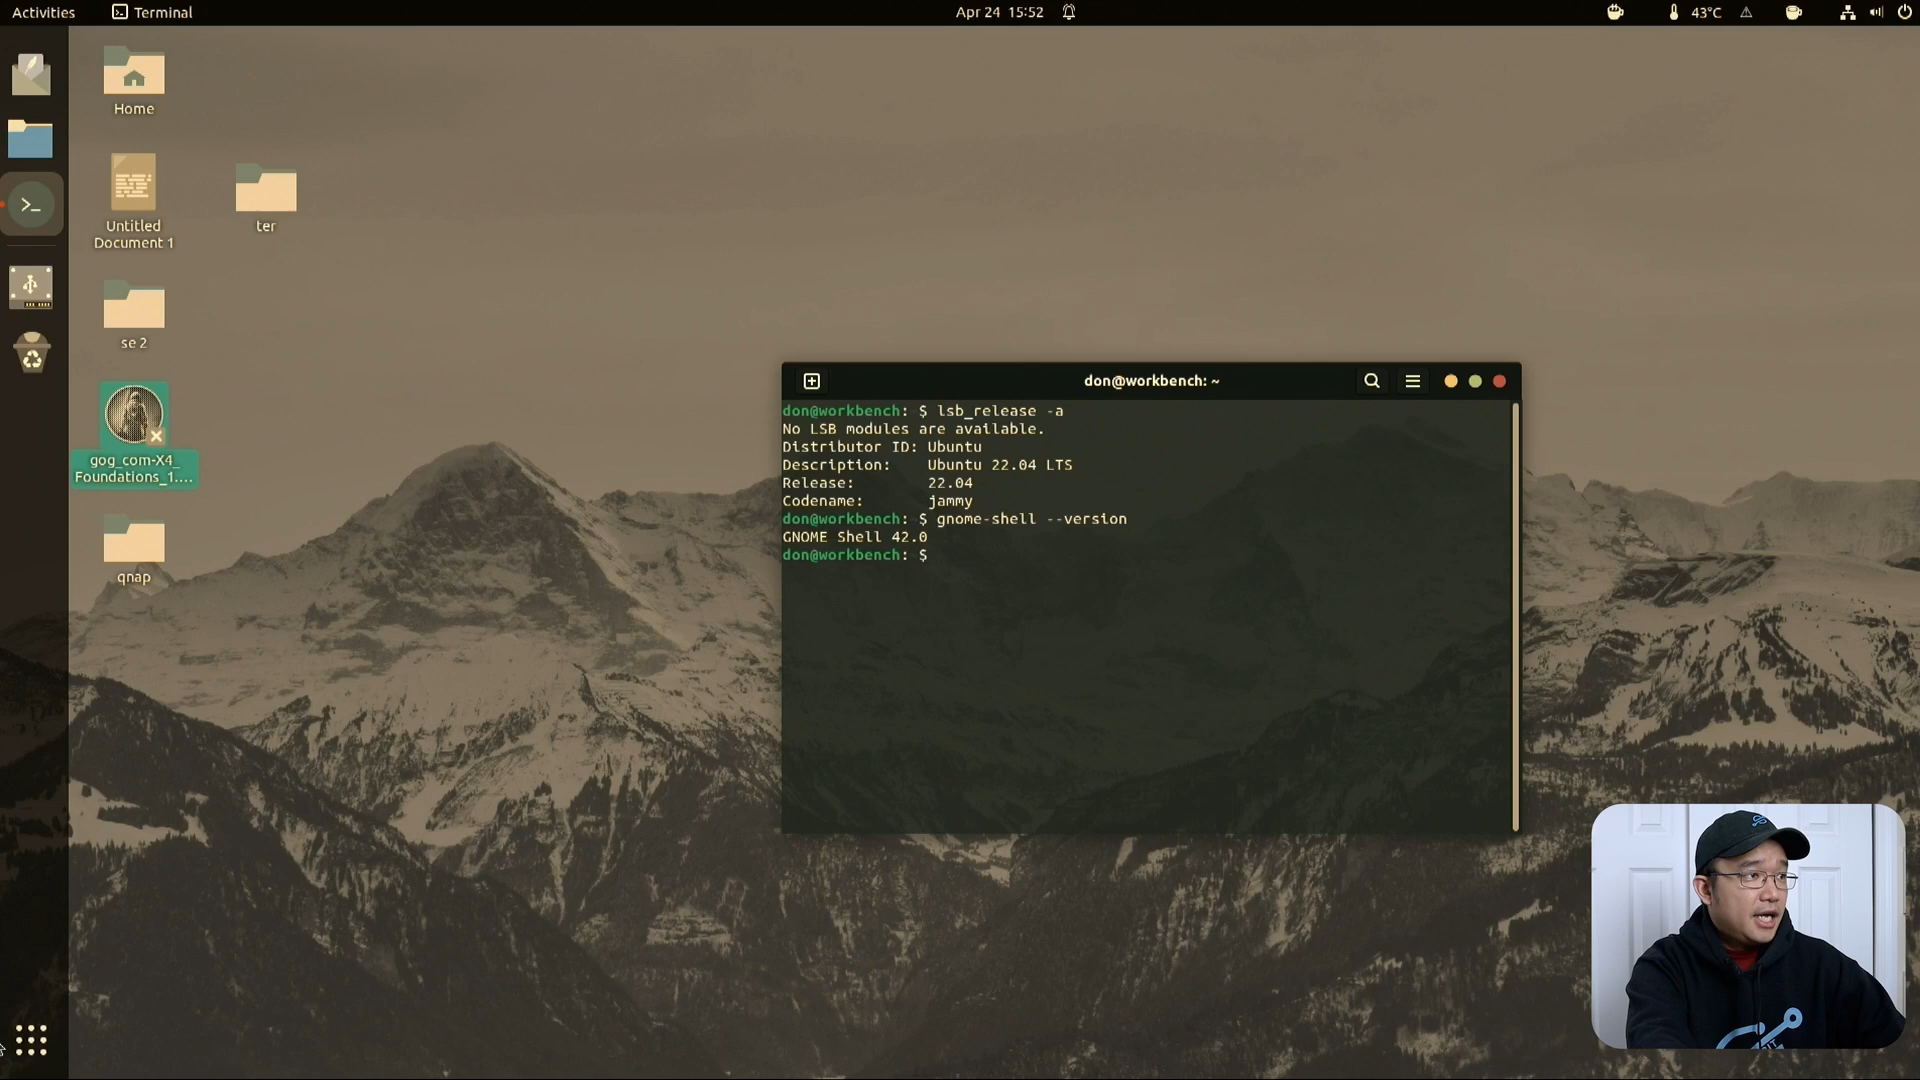 Activities
Terminal
Apr 24 15:52
43°C
Home
Untitled
Document 1
ter
se 2
gog_com-X4_
Foundations_1....
qnap
don@workbench: ~
don@workbench: $ lsb_release -a
No LSB modules are available.
Distributor ID: Ubuntu
Description:    Ubuntu 22.04 LTS
Release:        22.04
Codename:       jammy
don@workbench: $ gnome-shell --version
GNOME Shell 42.0
don@workbench: $